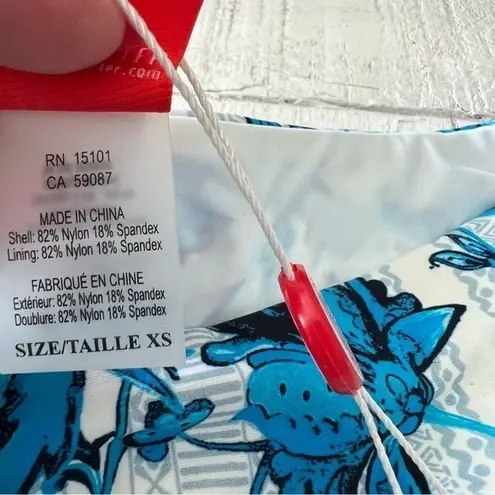 RN 15101
CA 59087
MADE IN CHINA
Shell: 82% Nylon 18% Spandex
Lining: 82% Nylon 18% Spandex
FABRIQUÉ EN CHINE
Extérieur: 82% Nylon 18% Spandex
Doublure: 82% Nylon 18% Spandex
SIZE/TAILLE XS